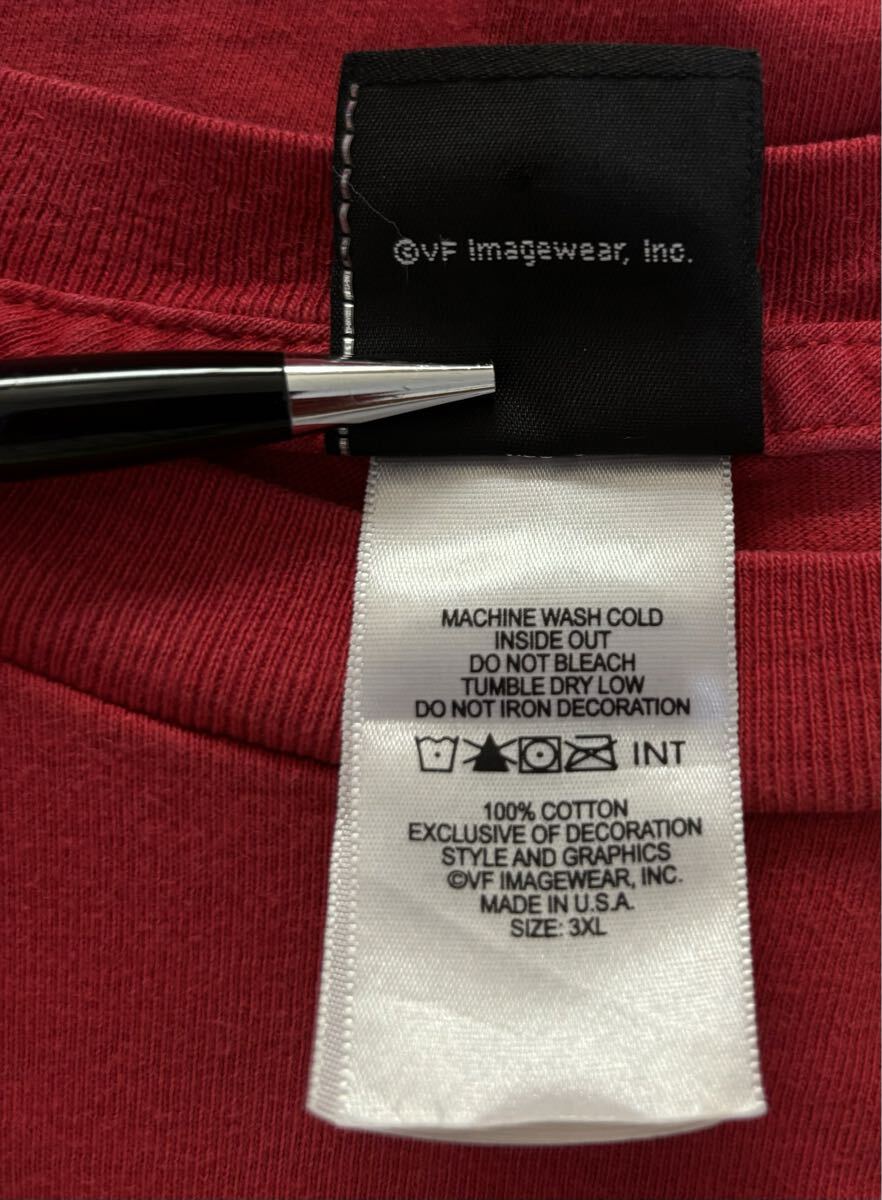 ©VF Imagewear, Inc.
MACHINE WASH COLD
INSIDE OUT
DO NOT BLEACH
TUMBLE DRY LOW
DO NOT IRON DECORATION
INT
100% COTTON
EXCLUSIVE OF DECORATION
STYLE AND GRAPHICS
©VF IMAGEWEAR, INC.
MADE IN U.S.A.
SIZE: 3XL